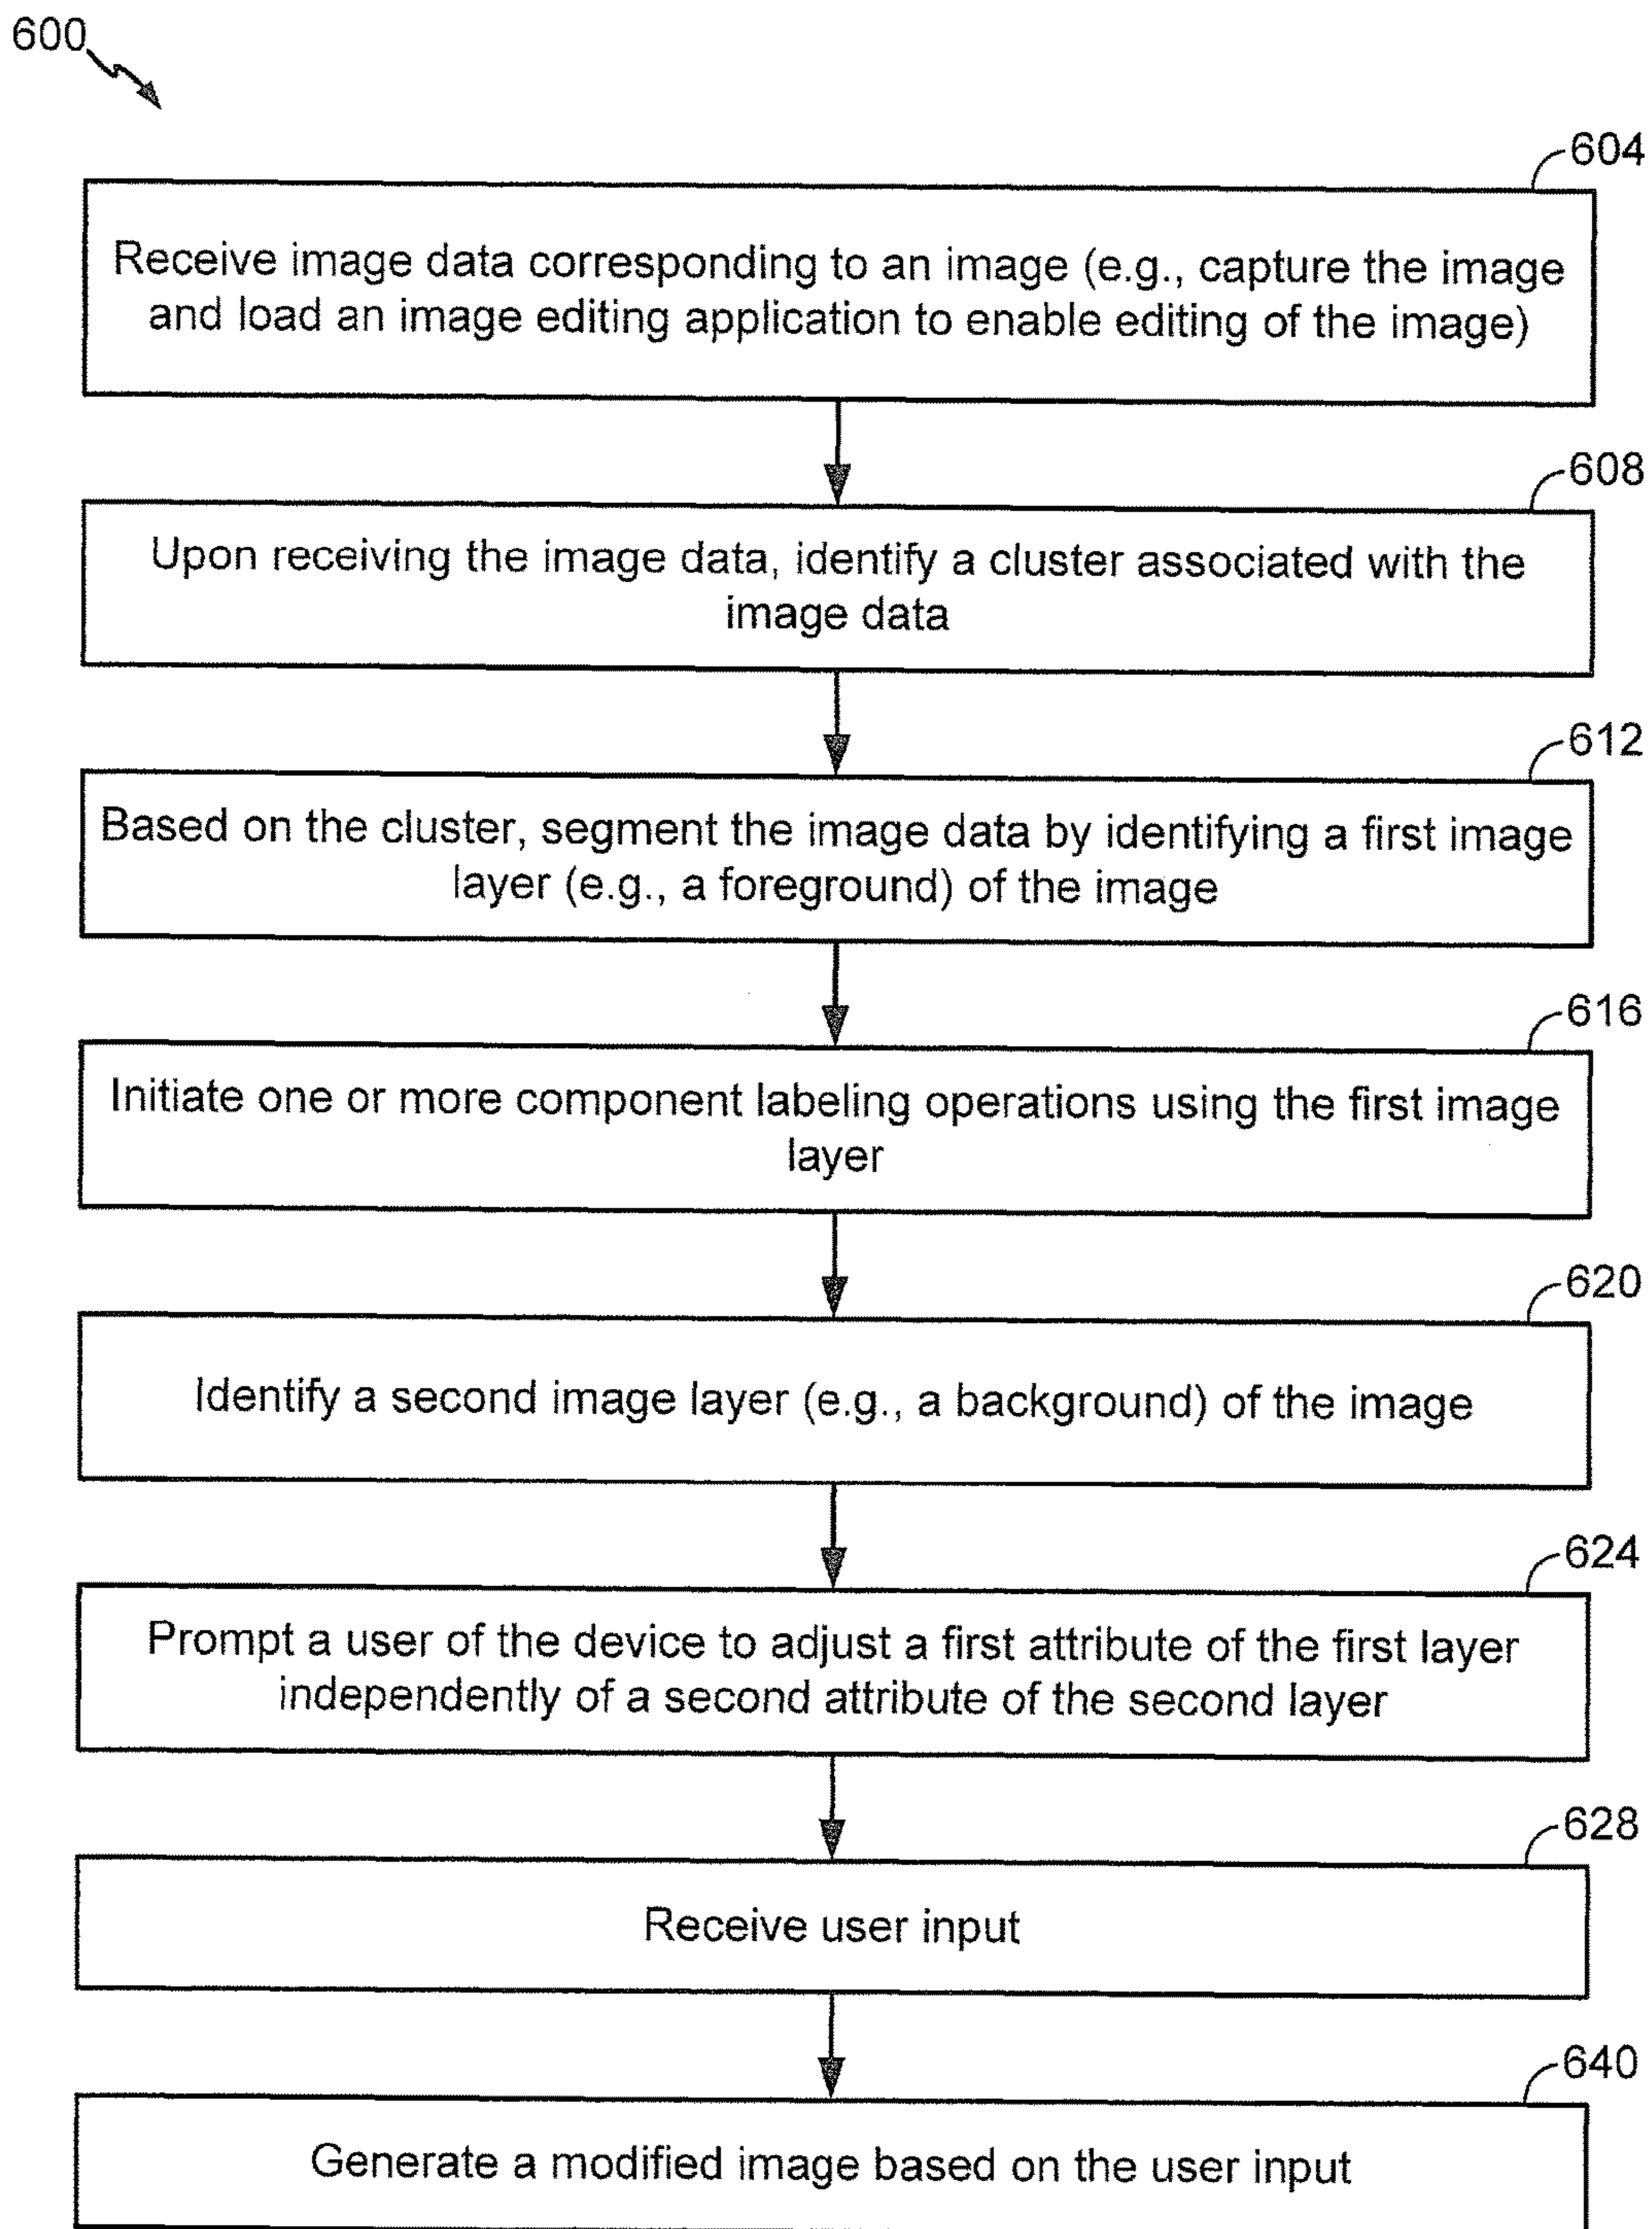 600
604
Receive image data corresponding to an image (e.g., capture the image
and load an image editing application to enable editing of the image)
608
Upon receiving the image data, identify a cluster associated with the
image data
612
Based on the cluster, segment the image data by identifying a first image
layer (e.g., a foreground) of the image
616
Initiate one or more component labeling operations using the first image
layer
620
Identify a second image layer (e.g., a background) of the image
624
Prompt a user of the device to adjust a first attribute of the first layer
independently of a second attribute of the second layer
628
Receive user input
640
Generate a modified image based on the user input